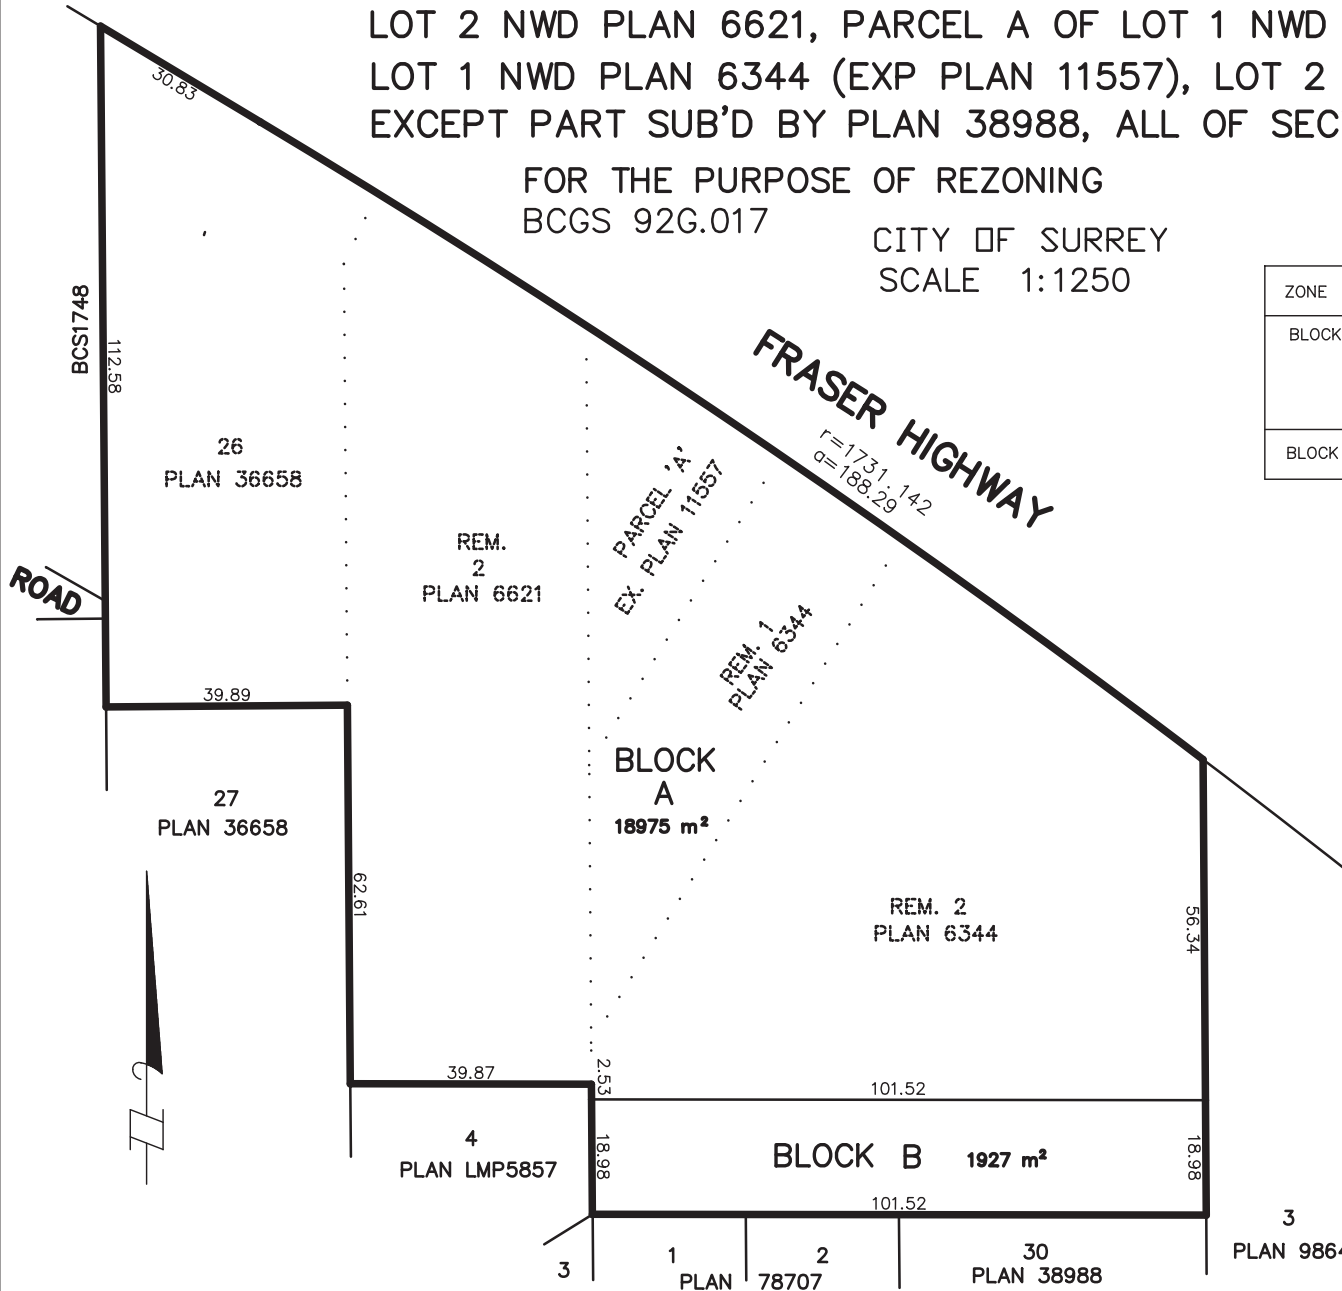 LOT 2 NWD PLAN 6621, PARCEL A OF LOT 1 NWD
LOT 1 NWD PLAN 6344 (EXP PLAN 11557), LOT 2
EXCEPT PART SUB'D BY PLAN 38988, ALL OF SEC
FOR THE PURPOSE OF REZONING
BCGS 92G.017
CITY OF SURREY
SCALE 1:1250
ZONE
BLOCK
BLOCK
30.83
BCS1748
112.58
FRASER HIGHWAY
r=1731.142
a=188.29
26
PLAN 36658
PARCEL 'A'
EX. PLAN 11557
REM.
2
PLAN 6621
ROAD
REM. 1
PLAN 6344
39.89
BLOCK
A
18975 m²
27
PLAN 36658
62.61
REM. 2
PLAN 6344
56.34
39.87
2.53
101.52
4
PLAN LMP5857
18.98
BLOCK B 1927 m²
18.98
101.52
3
1
2
PLAN 78707
30
PLAN 38988
3
PLAN 9864